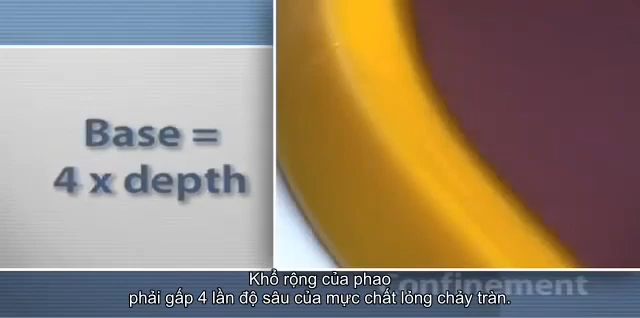 Base =
4 x depth
Confinement
Khổ rộng của phao
phải gấp 4 lần độ sâu của mực chất lỏng chảy tràn.